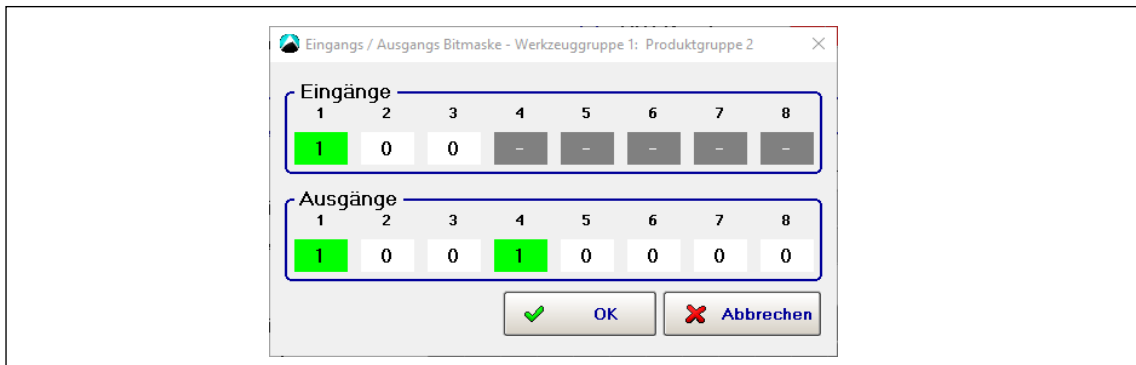 Eingangs / Ausgangs Bitmaske - Werkzeuggruppe 1: Produktgruppe 2
Eingänge
1 2 3 4 5 6 7 8
1 0 0 - - - - -
Ausgänge
1 2 3 4 5 6 7 8
1 0 0 1 0 0 0 0
OK Abbrechen